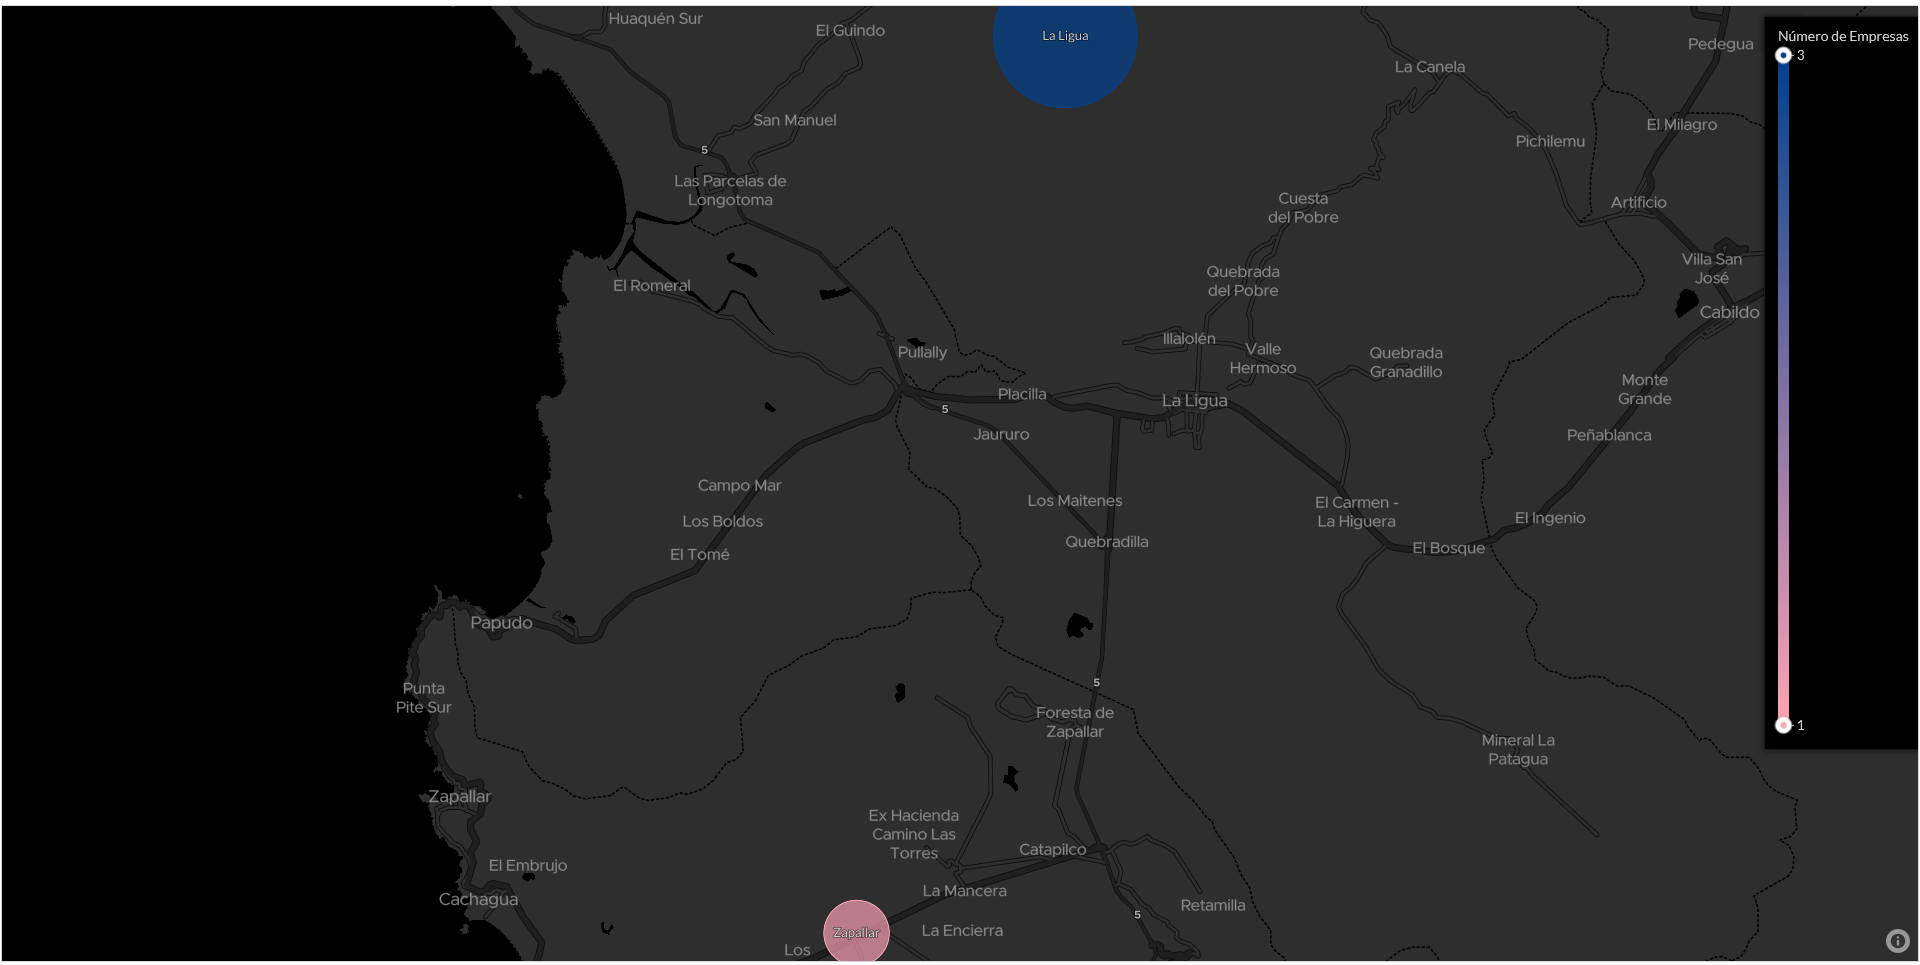 Huaquén Sur
El Guindo
La Ligua
Número de Empresas
3
Pedegua
La Canela
San Manuel
El Milagro
Pichilemu
5
Las Parcelas de
Longotoma
Cuesta
del Pobre
Artificio
Villa San
José
El Romeral
Quebrada
del Pobre
Cabildo
Pullally
Illalolén
Valle
Hermoso
Quebrada
Granadillo
Placilla
La Ligua
Monte
Grande
5
Jaururo
Peñablanca
Campo Mar
Los Maitenes
El Carmen -
La Higuera
El Ingenio
Los Boldos
Quebradilla
El Bosque
El Tomé
Papudo
Punta
Pite Sur
5
Foresta de
Zapallar
1
Mineral La
Patagua
Zapallar
Ex Hacienda
Camino Las
Torres
Catapilco
El Embrujo
La Mancera
Cachagua
Retamilla
5
Zapallar
La Encierra
Los